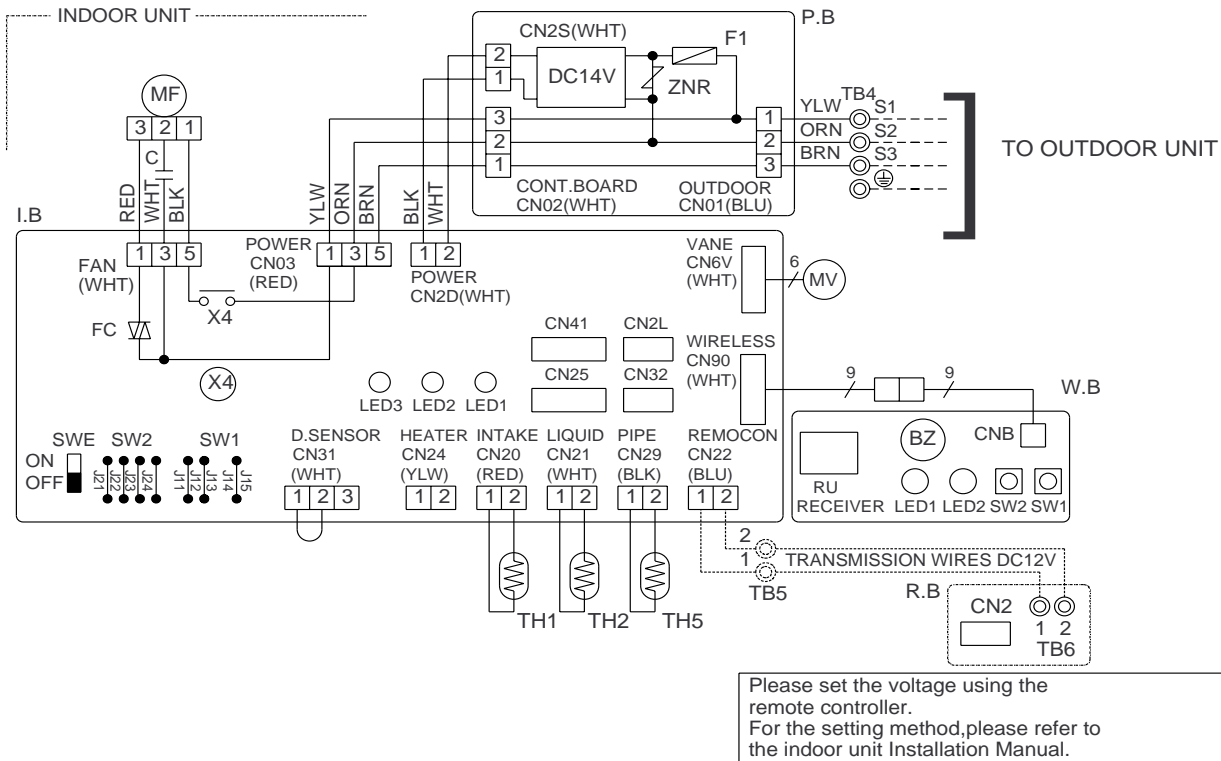 INDOOR UNIT
P.B
CN2S(WHT)
F1
2
1
DC14V
ZNR
MF
3 2 1
C
RED
WHT
BLK
YLW
ORN
BRN
BLK
WHT
3
2
1
1
2
3
YLW
ORN
BRN
TB4
S1
S2
S3
TO OUTDOOR UNIT
CONT.BOARD
CN02(WHT)
OUTDOOR
CN01(BLU)
I.B
FAN
(WHT)
1 3 5
POWER
CN03
(RED)
1 3 5
1 2
POWER
CN2D(WHT)
VANE
CN6V
(WHT)
6
MV
X4
FC
X4
CN41
CN2L
CN25
CN32
WIRELESS
CN90
(WHT)
9
9
W.B
LED3 LED2 LED1
SWE
ON
OFF
SW2
J21
J22
J23
J24
SW1
J11
J12
J13
J14
J15
D.SENSOR
CN31
(WHT)
1 2 3
HEATER
CN24
(YLW)
1 2
INTAKE
CN20
(RED)
1 2
LIQUID
CN21
(WHT)
1 2
PIPE
CN29
(BLK)
1 2
REMOCON
CN22
(BLU)
1 2
BZ
CNB
RU
RECEIVER
LED1 LED2 SW2 SW1
TH1
TH2
TH5
2
1
TB5
TRANSMISSION WIRES DC12V
R.B
CN2
1 2
TB6
Please set the voltage using the
remote controller.
For the setting method,please refer to
the indoor unit Installation Manual.